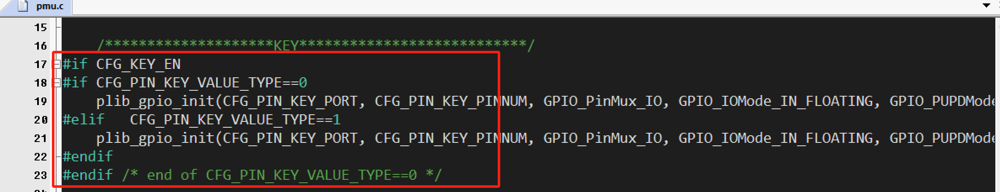 pmu.c
15
16 /********************KEY***************************/
17 #if CFG_KEY_EN
18 #if CFG_PIN_KEY_VALUE_TYPE==0
19 plib_gpio_init(CFG_PIN_KEY_PORT, CFG_PIN_KEY_PINNUM, GPIO_PinMux_IO, GPIO_IOMode_IN_FLOATING, GPIO_PUPDMode
20 #elif   CFG_PIN_KEY_VALUE_TYPE==1
21 plib_gpio_init(CFG_PIN_KEY_PORT, CFG_PIN_KEY_PINNUM, GPIO_PinMux_IO, GPIO_IOMode_IN_FLOATING, GPIO_PUPDMode
22 #endif
23 #endif /* end of CFG_PIN_KEY_VALUE_TYPE==0 */